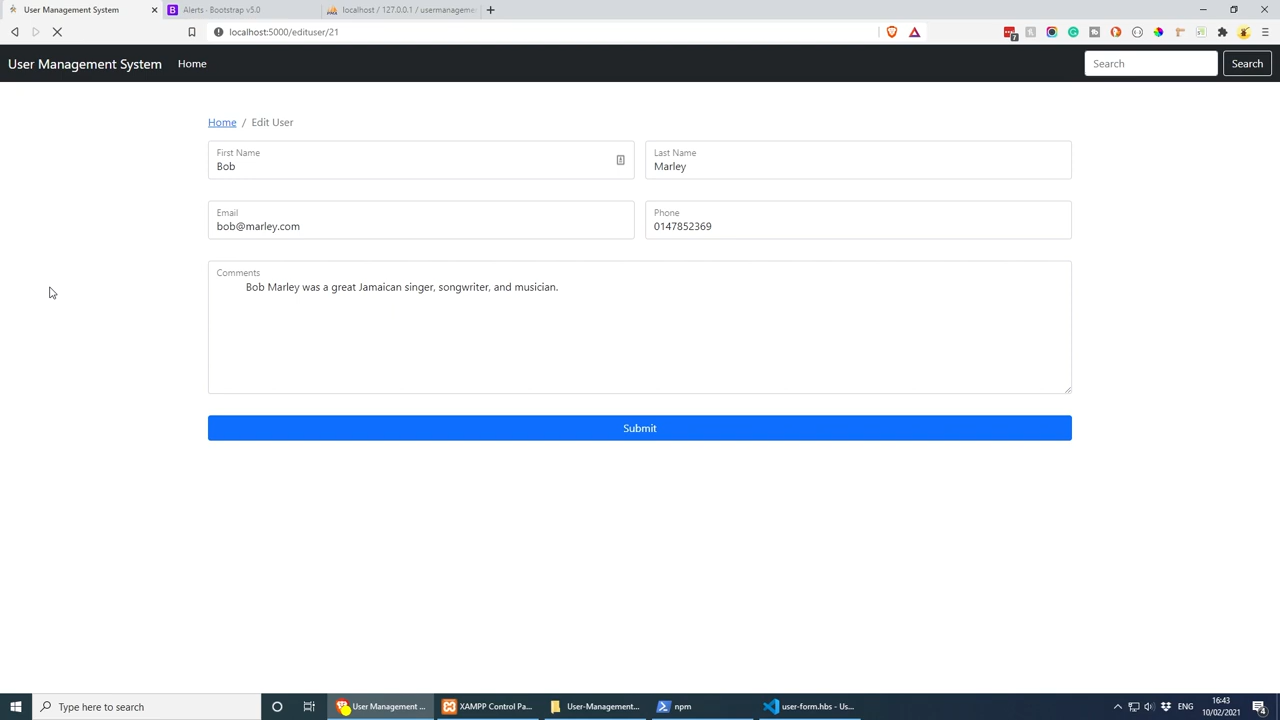 User Management System
Alerts · Bootstrap v5.0
localhost / 127.0.0.1 / usermanageme
localhost:5000/edituser/21
7
User Management System
Home
Search
Search
Home / Edit User
First Name
Bob
Last Name
Marley
Email
bob@marley.com
Phone
0147852369
Comments
Bob Marley was a great Jamaican singer, songwriter, and musician.
Submit
Type here to search
User Management ...
XAMPP Control Pa...
User-Management...
npm
user-form.hbs - Us...
ENG
16:43
10/02/2021
4